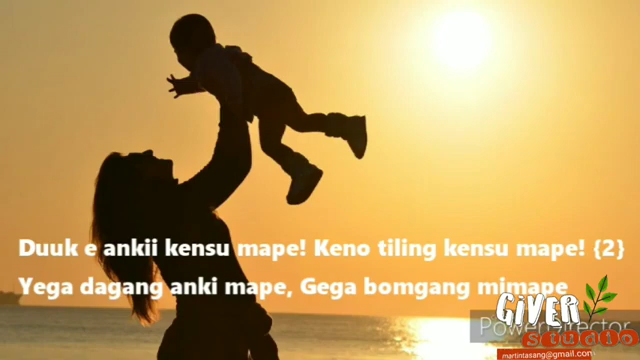 Duuk e ankii kensu mape! Keno tiling kensu mape! {2}
Yega dagang anki mape, Gega bomgang mimape
GiVER
STUDIO
PowerDirector
martintasang@gmail.com